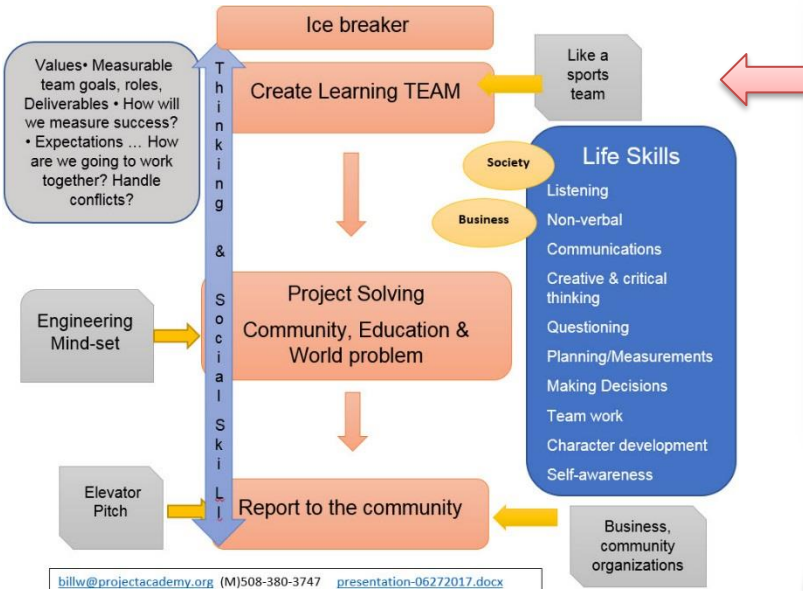 Ice breaker
Values• Measurable
team goals, roles,
Deliverables • How will
we measure success?
• Expectations … How
are we going to work
together? Handle
conflicts?
Thinking & Social SkiLl
Create Learning TEAM
Like a
sports
team
Society
Business
Life Skills
Listening
Non-verbal
Communications
Creative & critical
thinking
Questioning
Planning/Measurements
Making Decisions
Team work
Character development
Self-awareness
Engineering
Mind-set
Project Solving
Community, Education &
World problem
Elevator
Pitch
Report to the community
Business,
community
organizations
billw@projectacademy.org (M)508-380-3747 presentation-06272017.docx